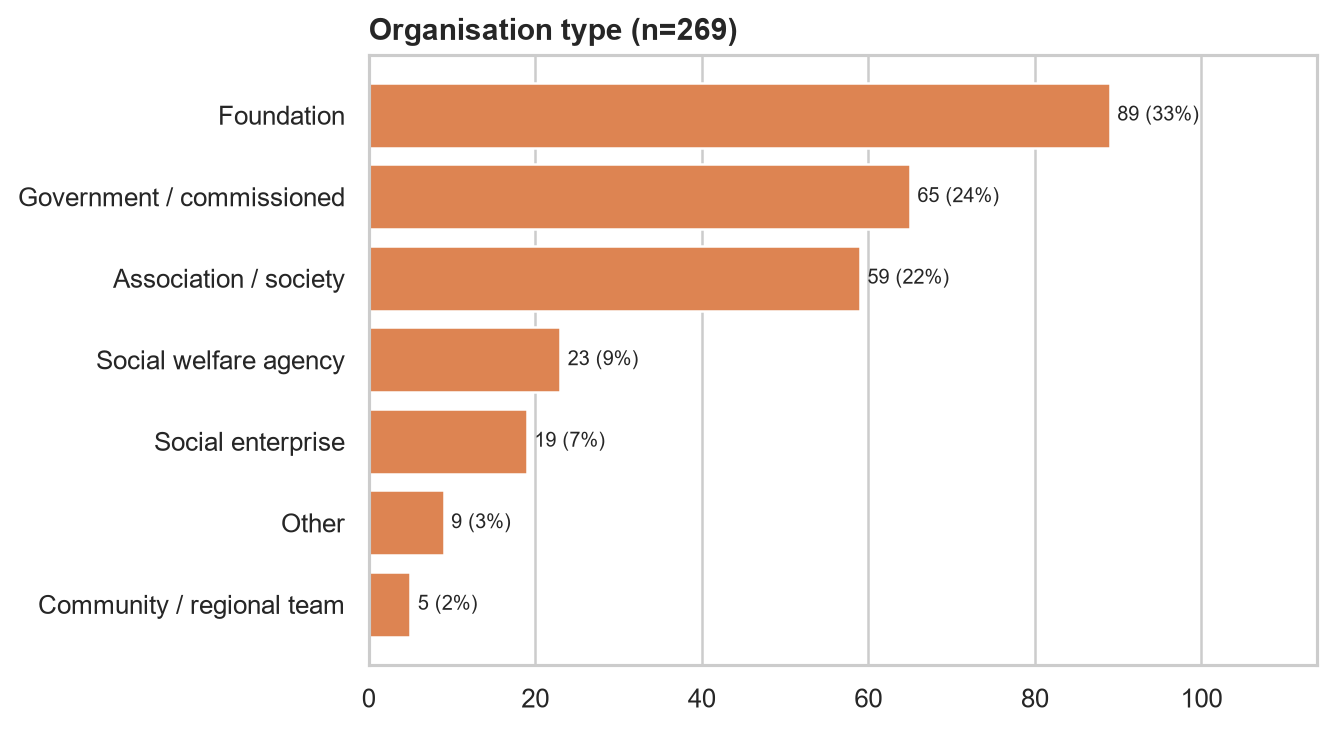 Organisation type (n=269)
Foundation 89 (33%)
Government / commissioned 65 (24%)
Association / society 59 (22%)
Social welfare agency 23 (9%)
Social enterprise 19 (7%)
Other 9 (3%)
Community / regional team 5 (2%)
0 20 40 60 80 100